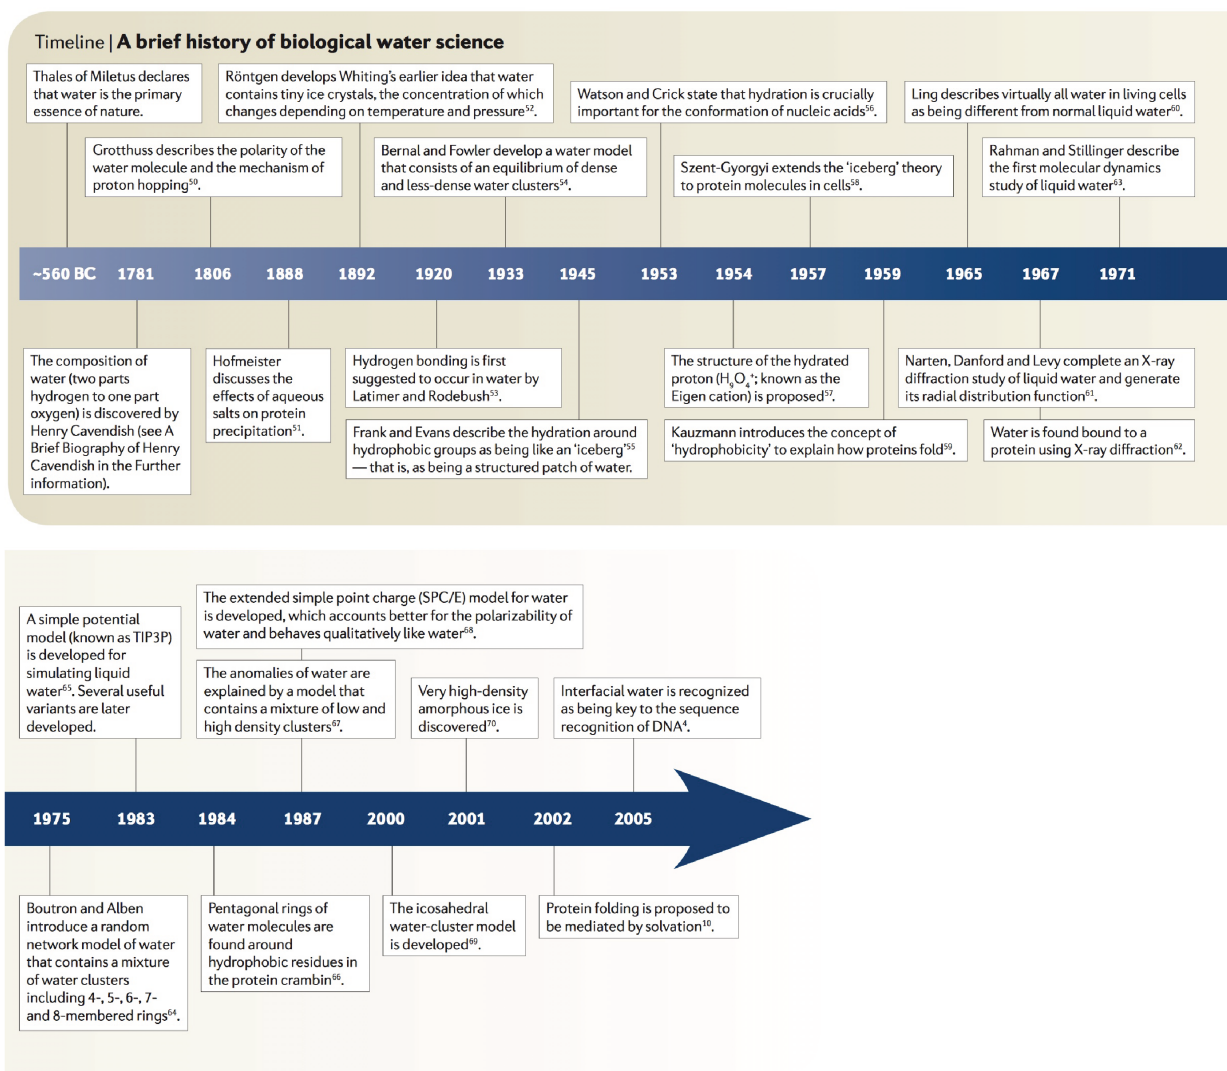 Timeline | A brief history of biological water science
Thales of Miletus declares
that water is the primary
essence of nature.
Röntgen develops Whiting's earlier idea that water
contains tiny ice crystals, the concentration of which
changes depending on temperature and pressure⁵².
Watson and Crick state that hydration is crucially
important for the conformation of nucleic acids⁵⁶.
Ling describes virtually all water in living cells
as being different from normal liquid water⁶⁰.
Grotthuss describes the polarity of the
water molecule and the mechanism of
proton hopping⁵⁰.
Bernal and Fowler develop a water model
that consists of an equilibrium of dense
and less-dense water clusters⁵⁴.
Szent-Gyorgyi extends the 'iceberg' theory
to protein molecules in cells⁵⁸.
Rahman and Stillinger describe
the first molecular dynamics
study of liquid water⁶³.
~560 BC 1781 1806 1888 1892 1920 1933 1945 1953 1954 1957 1959 1965 1967 1971
The composition of
water (two parts
hydrogen to one part
oxygen) is discovered by
Henry Cavendish (see A
Brief Biography of Henry
Cavendish in the Further
information).
Hofmeister
discusses the
effects of aqueous
salts on protein
precipitation⁵¹.
Hydrogen bonding is first
suggested to occur in water by
Latimer and Rodebush⁵³.
The structure of the hydrated
proton (H₉O₄⁺; known as the
Eigen cation) is proposed⁵⁷.
Narten, Danford and Levy complete an X-ray
diffraction study of liquid water and generate
its radial distribution function⁶¹.
Frank and Evans describe the hydration around
hydrophobic groups as being like an 'iceberg'⁵⁵
— that is, as being a structured patch of water.
Kauzmann introduces the concept of
'hydrophobicity' to explain how proteins fold⁵⁹.
Water is found bound to a
protein using X-ray diffraction⁶².
A simple potential
model (known as TIP3P)
is developed for
simulating liquid
water⁶⁵. Several useful
variants are later
developed.
The extended simple point charge (SPC/E) model for water
is developed, which accounts better for the polarizability of
water and behaves qualitatively like water⁶⁸.
The anomalies of water are
explained by a model that
contains a mixture of low and
high density clusters⁶⁷.
Very high-density
amorphous ice is
discovered⁷⁰.
Interfacial water is recognized
as being key to the sequence
recognition of DNA⁴.
1975 1983 1984 1987 2000 2001 2002 2005
Boutron and Alben
introduce a random
network model of water
that contains a mixture
of water clusters
including 4-, 5-, 6-, 7-
and 8-membered rings⁶⁴.
Pentagonal rings of
water molecules are
found around
hydrophobic residues in
the protein crambin⁶⁶.
The icosahedral
water-cluster model
is developed⁶⁹.
Protein folding is proposed to
be mediated by solvation¹⁰.